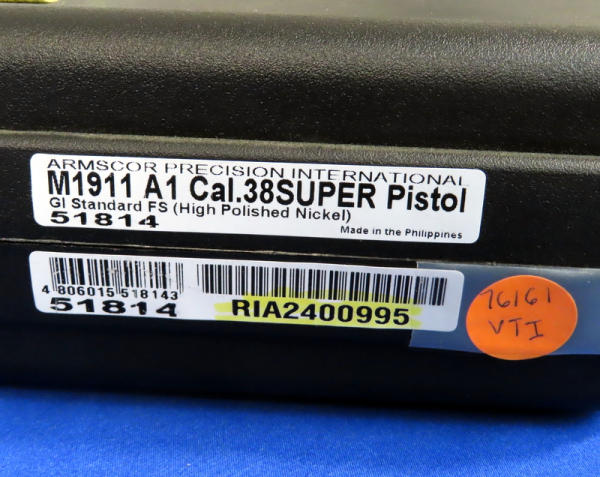 ARMSCOR PRECISION INTERNATIONAL
M1911 A1 Cal.38SUPER Pistol
GI Standard FS (High Polished Nickel)
51814
Made in the Philippines
4 806015 518143
51814
RIA2400995
76161
VTI